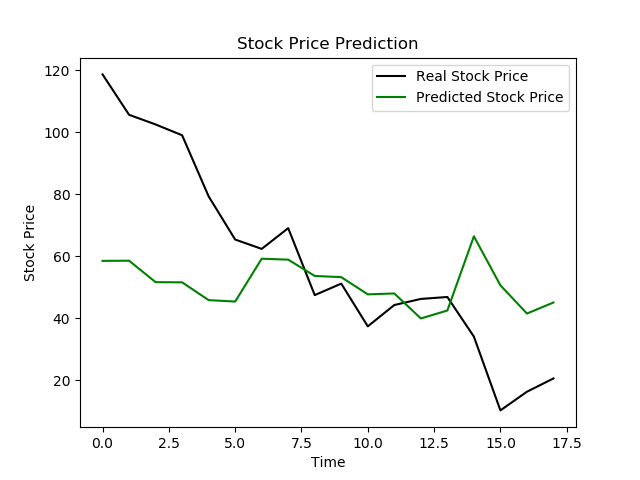 Stock Price Prediction
Real Stock Price
Predicted Stock Price
Stock Price
120
100
80
60
40
20
0.0 2.5 5.0 7.5 10.0 12.5 15.0 17.5
Time